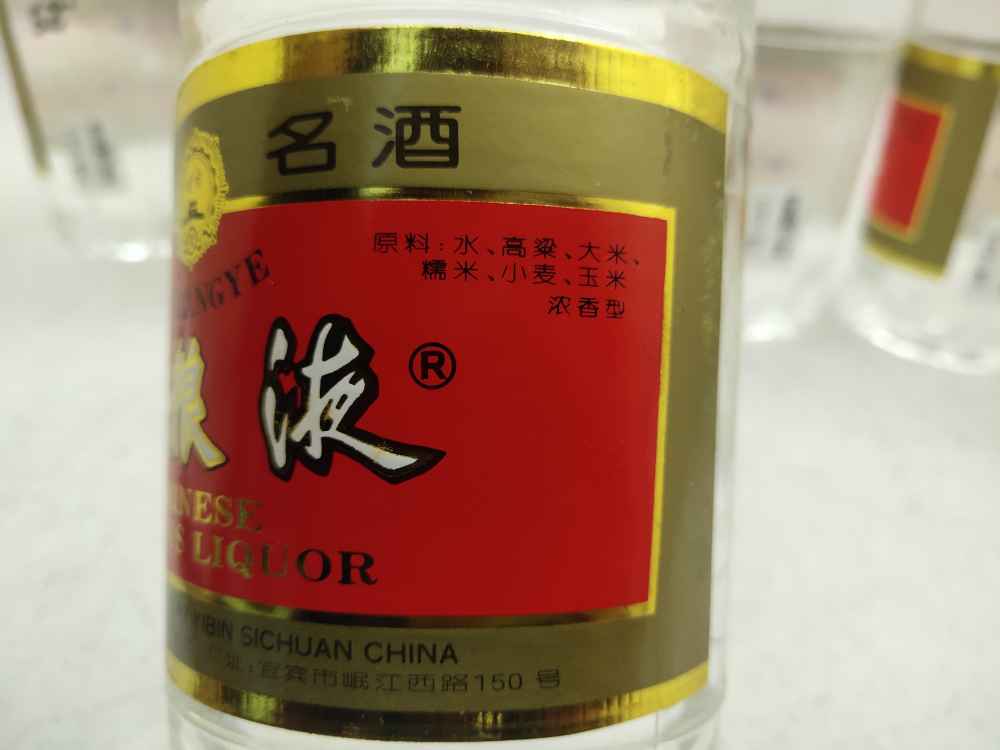 名酒
原料:水、高粱、大米、
糯米、小麦、玉米
浓香型
液®
LIQUOR
YIBIN SICHUAN CHINA
址:宜宾市岷江西路150 号